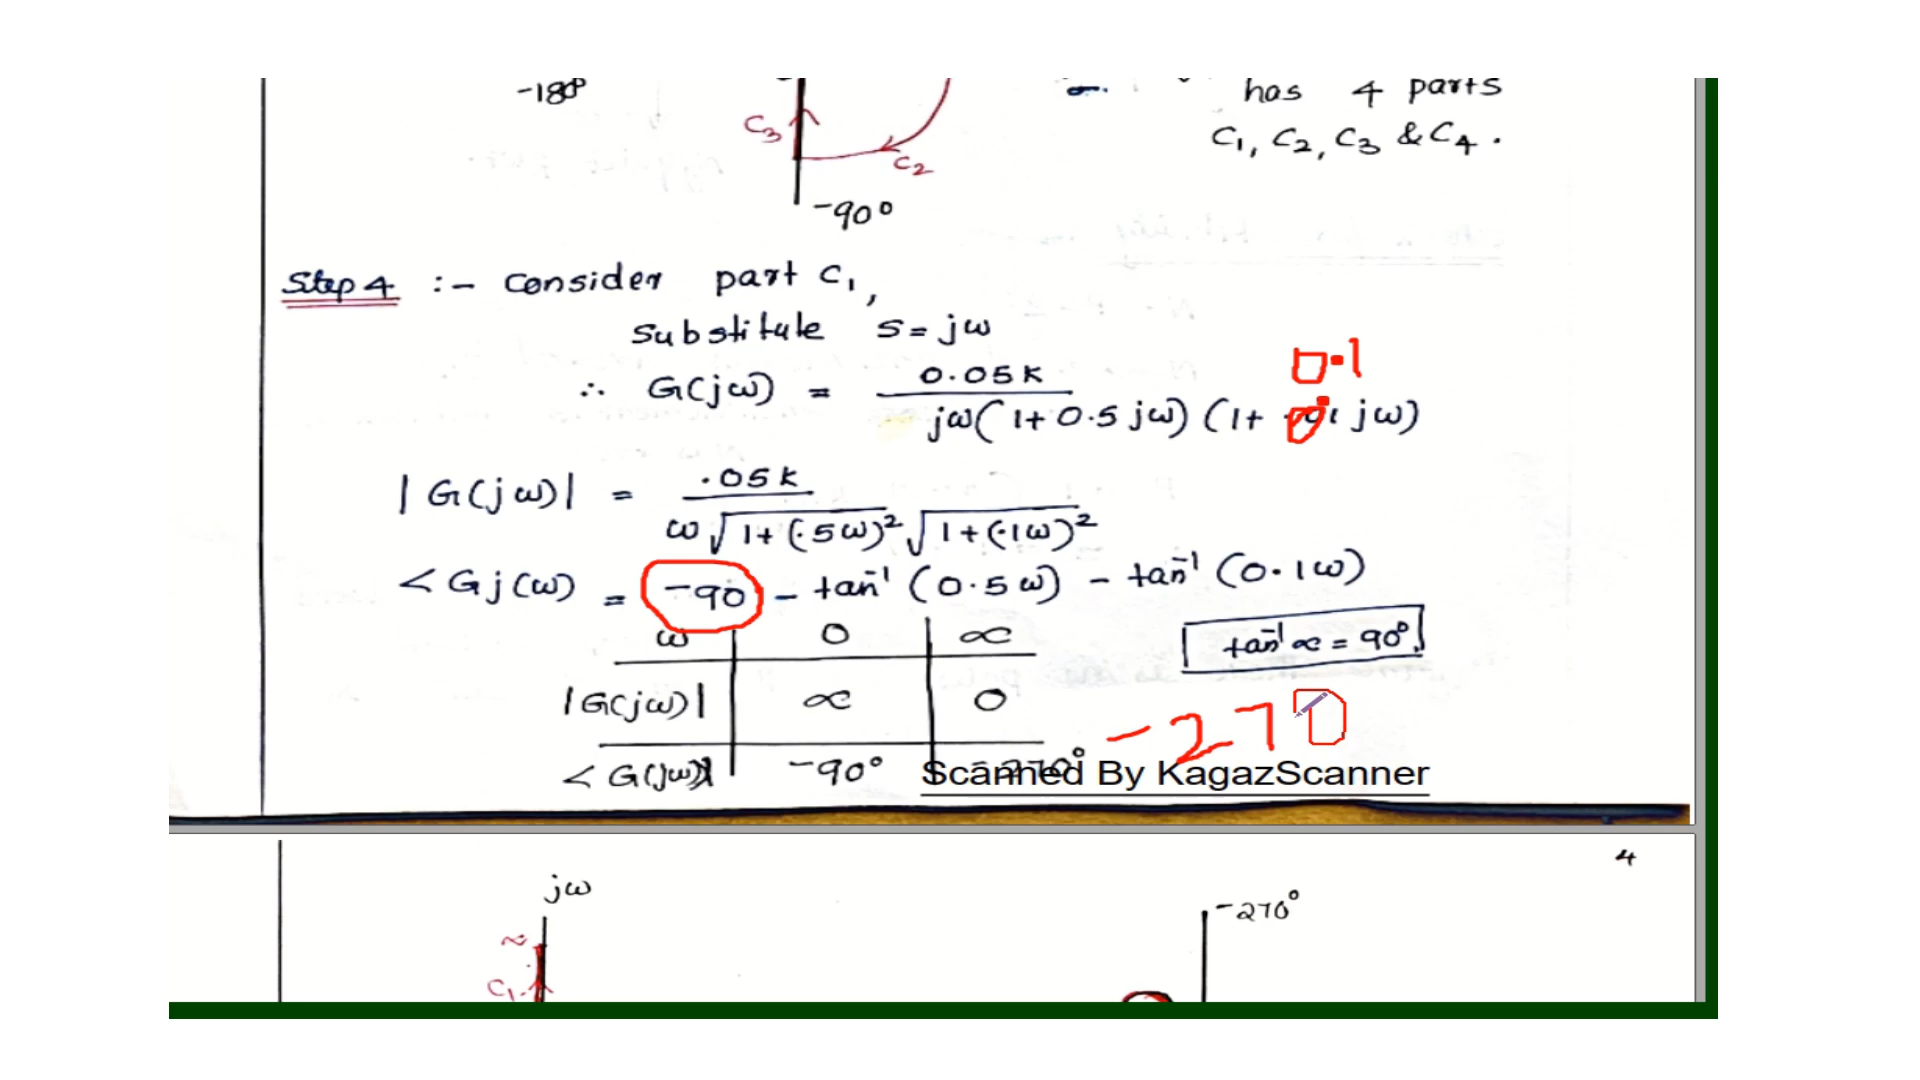 -180°
has 4 parts
C3
C1, C2, C3 & C4.
C2
-90°
Step 4 :- Consider part C1,
Substitute S = jω
0.1
∴ G(jω) = 0.05K / jω(1+0.5jω)(1+ 0.1jω)
|G(jω)| = .05K / ω√1+(.5ω)² √1+(.1ω)²
<Gj(ω) = -90 - tan⁻¹(0.5ω) - tan⁻¹(0.1ω)
ω 0 ∞
tan⁻¹∞ = 90°
|G(jω)| ∞ 0
-270
<G(jω) -90° -270°
Scanned By KagazScanner
4
jω
-270°
∞
C1